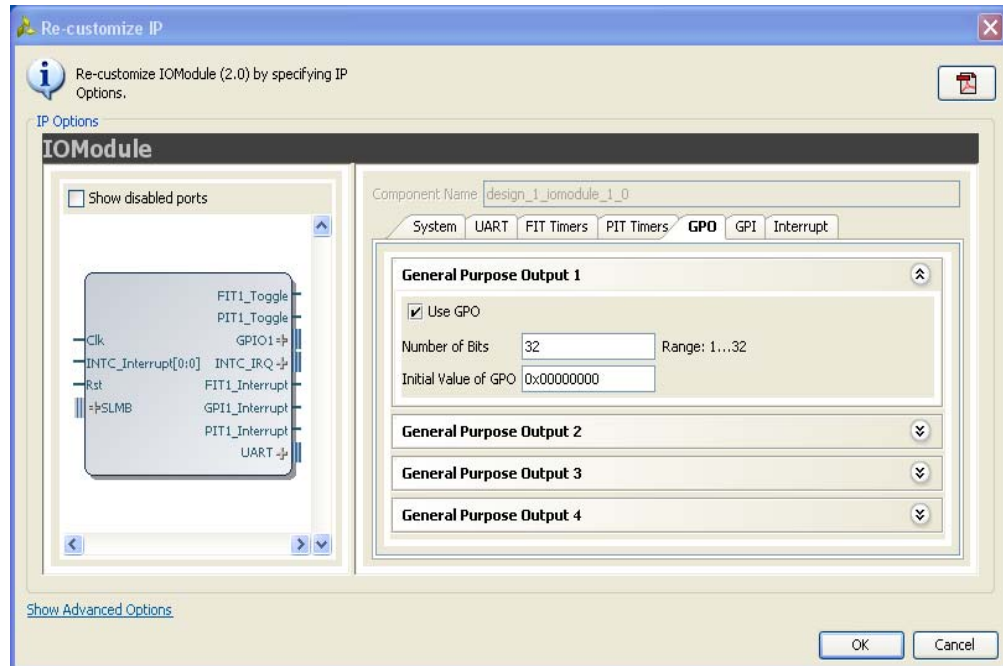 Re-customize IP
Re-customize IOModule (2.0) by specifying IP
Options.
IP Options
IOModule
Show disabled ports
FIT1_Toggle
PIT1_Toggle
Clk
GPIO1
INTC_Interrupt[0:0]
INTC_IRQ
Rst
FIT1_Interrupt
SLMB
GPI1_Interrupt
PIT1_Interrupt
UART
Component Name design_1_iomodule_1_0
System UART FIT Timers PIT Timers GPO GPI Interrupt
General Purpose Output 1
Use GPO
Number of Bits 32 Range: 1...32
Initial Value of GPO 0x00000000
General Purpose Output 2
General Purpose Output 3
General Purpose Output 4
Show Advanced Options
OK Cancel